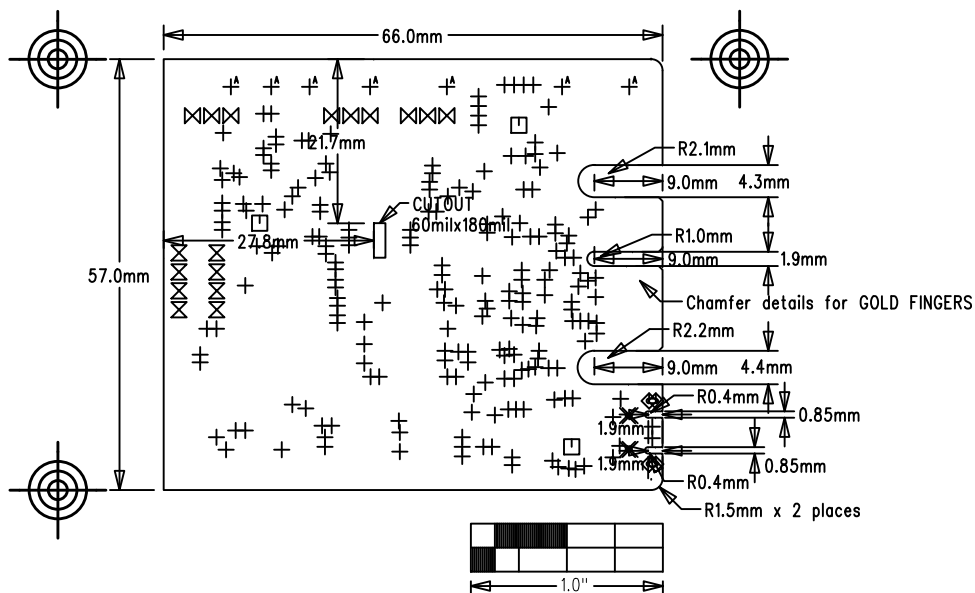 66.0mm
A A A A A A A
21.7mm
R2.1mm
9.0mm
4.3mm
CUTOUT
60milx180mil
27.8mm
R1.0mm
9.0mm
1.9mm
57.0mm
Chamfer details for GOLD FINGERS
R2.2mm
9.0mm
4.4mm
R0.4mm
0.85mm
1.9mm
1.9mm
0.85mm
R0.4mm
R1.5mm x 2 places
1.0"